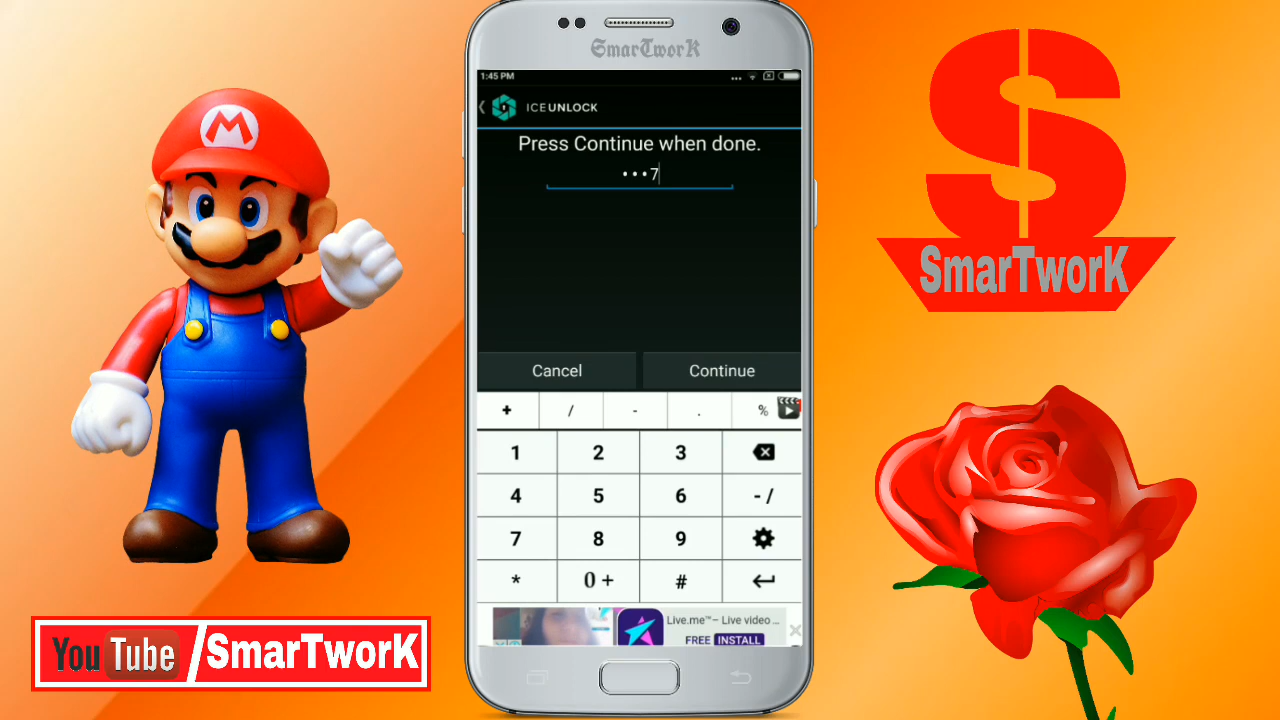 M
SmarTworK
1:45 PM
ICEUNLOCK
Press Continue when done.
•••7
Cancel
Continue
+ / - . %
1 2 3
4 5 6 - /
7 8 9
* 0 + #
Live.me™– Live video ...
FREE INSTALL
S
SmarTworK
YouTube/SmarTworK